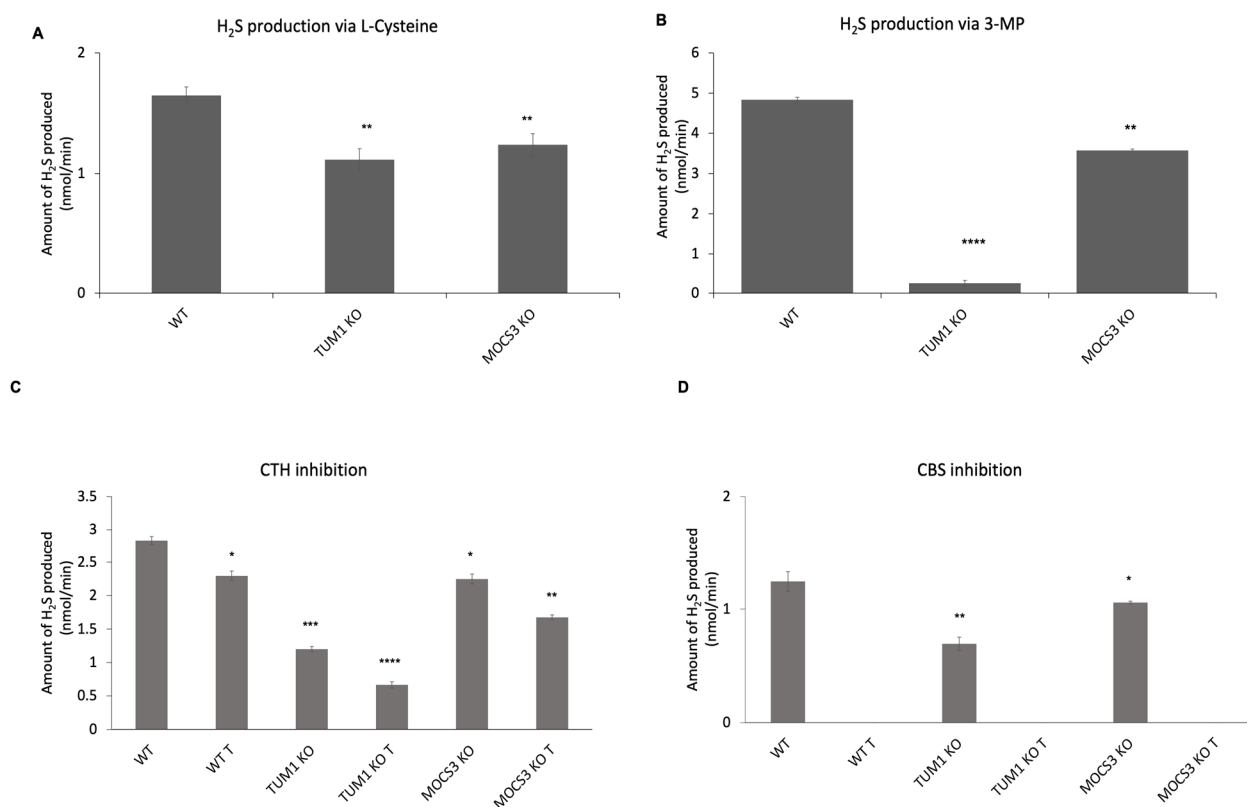 A
H₂S production via L-Cysteine
Amount of H₂S produced
(nmol/min)
2
1
0
**
**
WT
TUM1 KO
MOCS3 KO
B
H₂S production via 3-MP
Amount of H₂S produced
(nmol/min)
6
5
4
3
2
1
0
****
**
WT
TUM1 KO
MOCS3 KO
C
CTH inhibition
Amount of H₂S produced
(nmol/min)
3.5
3
2.5
2
1.5
1
0.5
0
*
***
****
*
**
WT
WT T
TUM1 KO
TUM1 KO T
MOCS3 KO
MOCS3 KO T
D
CBS inhibition
Amount of H₂S produced
(nmol/min)
2
1
0
**
*
WT
WT T
TUM1 KO
TUM1 KO T
MOCS3 KO
MOCS3 KO T